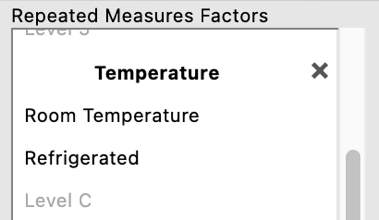 Repeated Measures Factors
Temperature
Room Temperature
Refrigerated
Level C